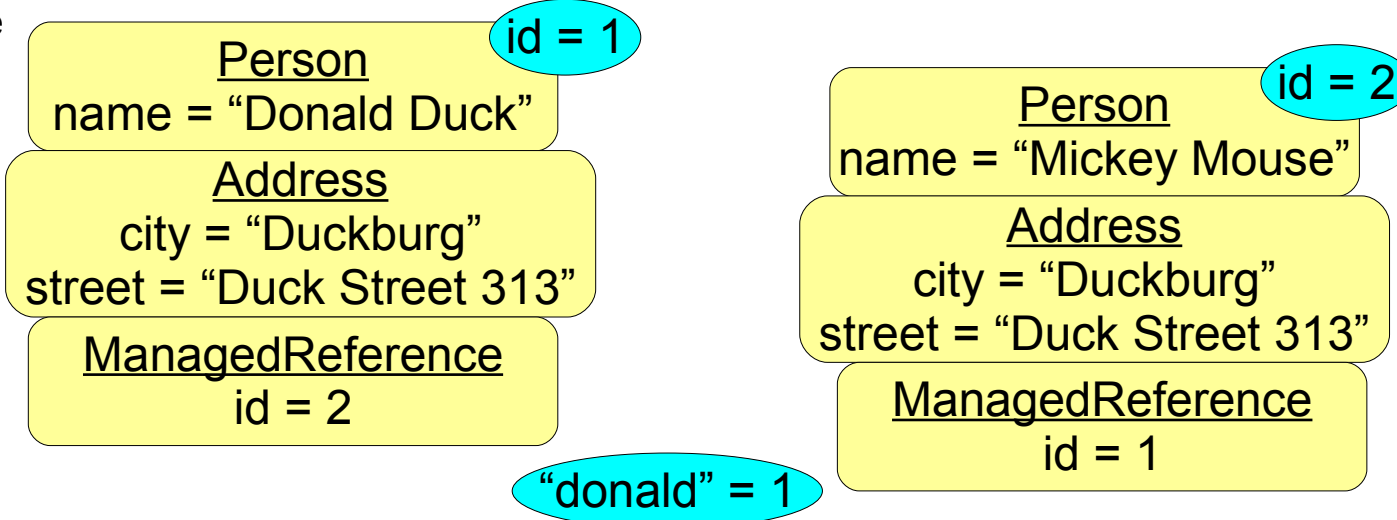 e
id = 1
Person
name = “Donald Duck”
Address
city = “Duckburg”
street = “Duck Street 313”
ManagedReference
id = 2
id = 2
Person
name = “Mickey Mouse”
Address
city = “Duckburg”
street = “Duck Street 313”
ManagedReference
id = 1
“donald” = 1